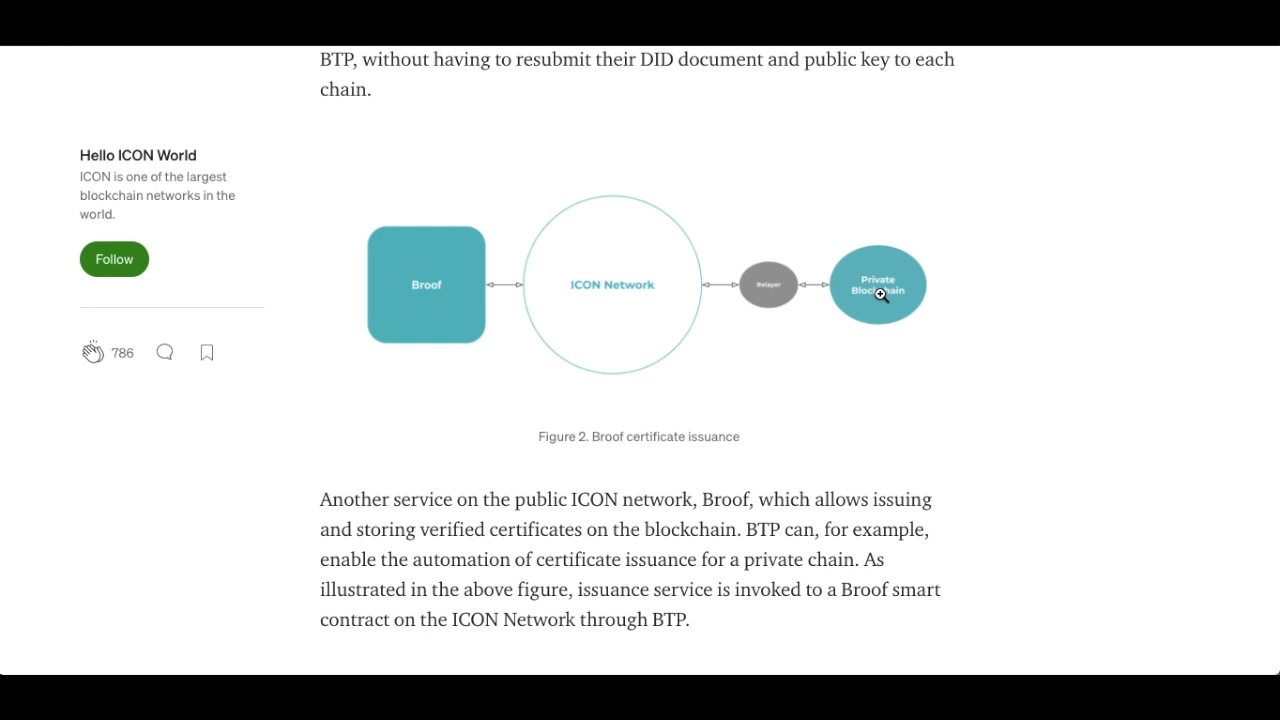 BTP, without having to resubmit their DID document and public key to each
chain.
Hello ICON World
ICON is one of the largest
blockchain networks in the
world.
Follow
786
Broof
ICON Network
Relayer
Private
Blockchain
Figure 2. Broof certificate issuance
Another service on the public ICON network, Broof, which allows issuing
and storing verified certificates on the blockchain. BTP can, for example,
enable the automation of certificate issuance for a private chain. As
illustrated in the above figure, issuance service is invoked to a Broof smart
contract on the ICON Network through BTP.